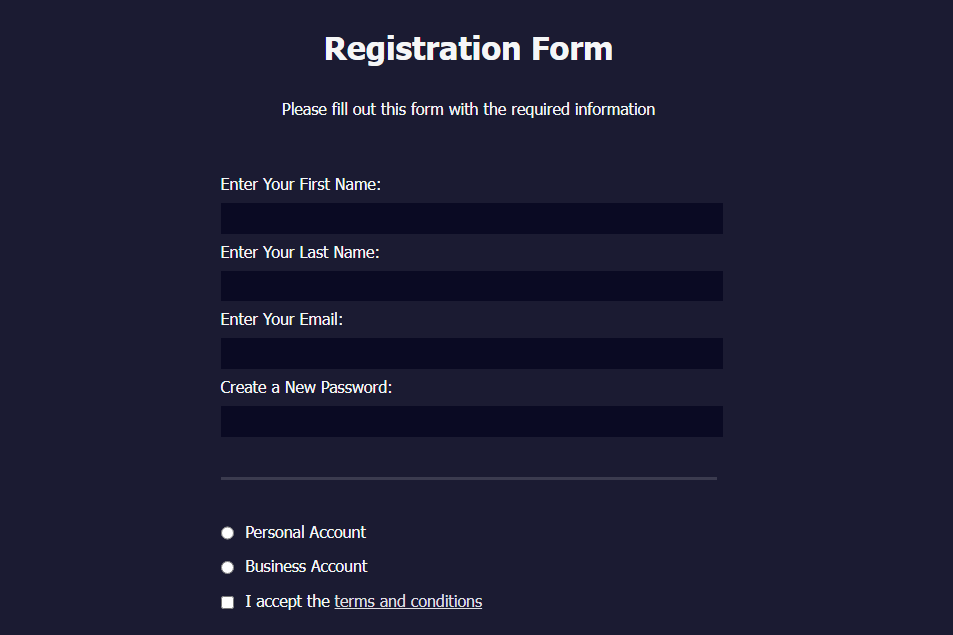 Registration Form
Please fill out this form with the required information
Enter Your First Name:
Enter Your Last Name:
Enter Your Email:
Create a New Password:
Personal Account
Business Account
I accept the terms and conditions